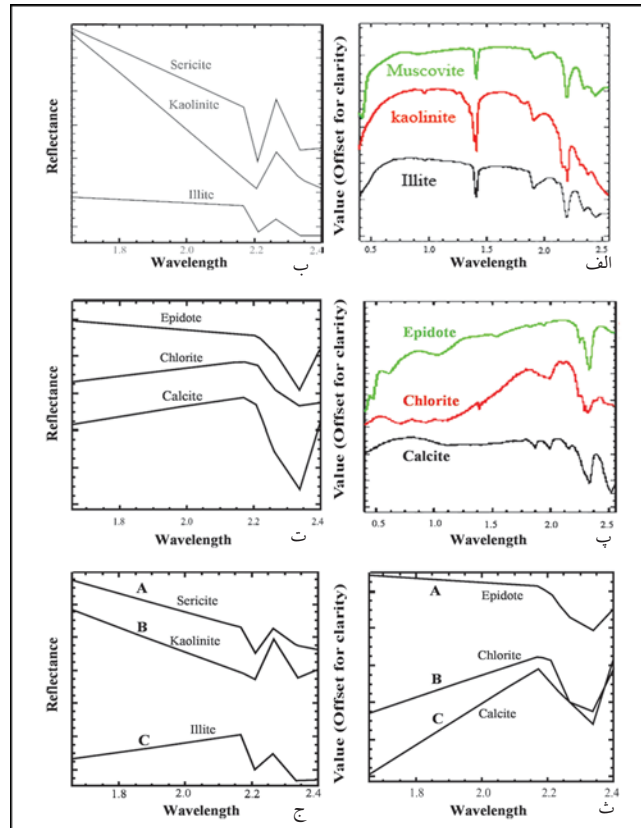 Reflectance
Sericite
Kaolinite
Illite
1.8 2.0 2.2 2.4
Wavelength
ب
Value (Offset for clarity)
Muscovite
kaolinite
Illite
0.5 1.0 1.5 2.0 2.5
Wavelength
الف
Reflectance
Epidote
Chlorite
Calcite
1.8 2.0 2.2 2.4
Wavelength
ت
Value (Offset for clarity)
Epidote
Chlorite
Calcite
0.5 1.0 1.5 2.0 2.5
Wavelength
پ
Reflectance
A
Sericite
B
Kaolinite
C
Illite
1.8 2.0 2.2 2.4
Wavelength
ج
Value (Offset for clarity)
A
Epidote
Chlorite
B
C
Calcite
1.8 2.0 2.2 2.4
Wavelength
ث